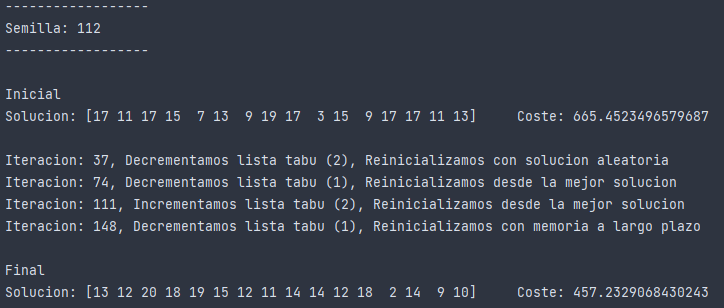 ------------------
Semilla: 112
------------------
Inicial
Solucion: [17 11 17 15  7 13  9 19 17  3 15  9 17 17 11 13]     Coste: 665.4523496579687
Iteracion: 37, Decrementamos lista tabu (2), Reinicializamos con solucion aleatoria
Iteracion: 74, Decrementamos lista tabu (1), Reinicializamos desde la mejor solucion
Iteracion: 111, Incrementamos lista tabu (2), Reinicializamos desde la mejor solucion
Iteracion: 148, Decrementamos lista tabu (1), Reinicializamos con memoria a largo plazo
Final
Solucion: [13 12 20 18 19 15 12 11 14 14 12 18  2 14  9 10]     Coste: 457.2329068430243